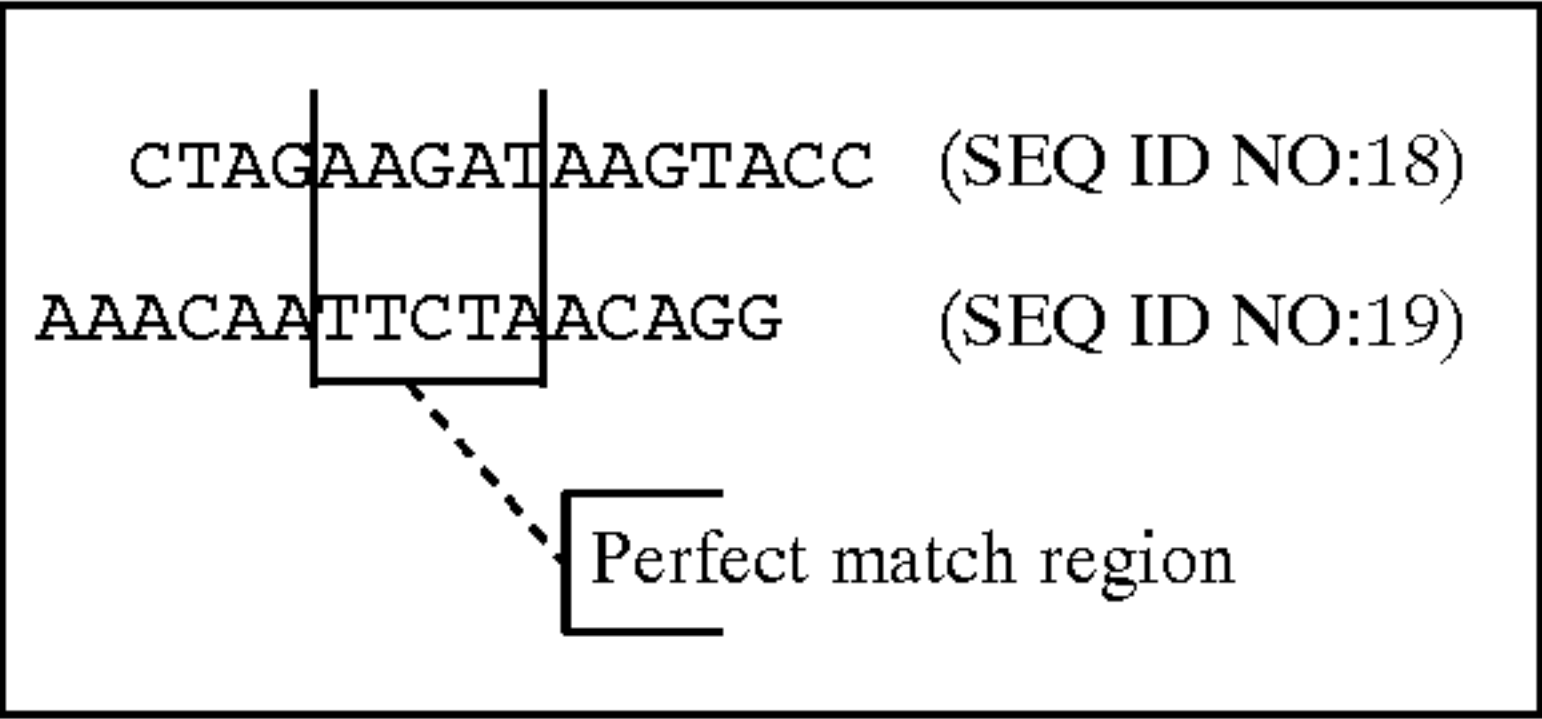 CTAGAAGATAAGTACC (SEQ ID NO:18)
AAACAATTCTAACAGG (SEQ ID NO:19)
Perfect match region